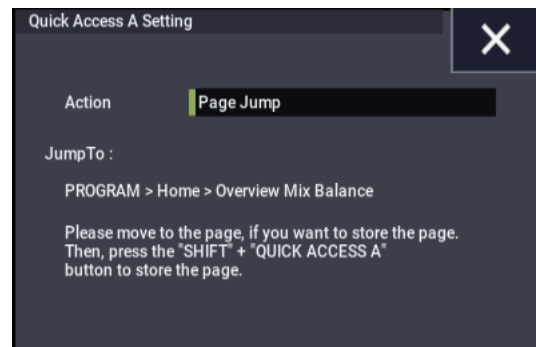 Quick Access A Setting
Action
Page Jump
JumpTo :
PROGRAM > Home > Overview Mix Balance
Please move to the page, if you want to store the page.
Then, press the "SHIFT" + "QUICK ACCESS A"
button to store the page.